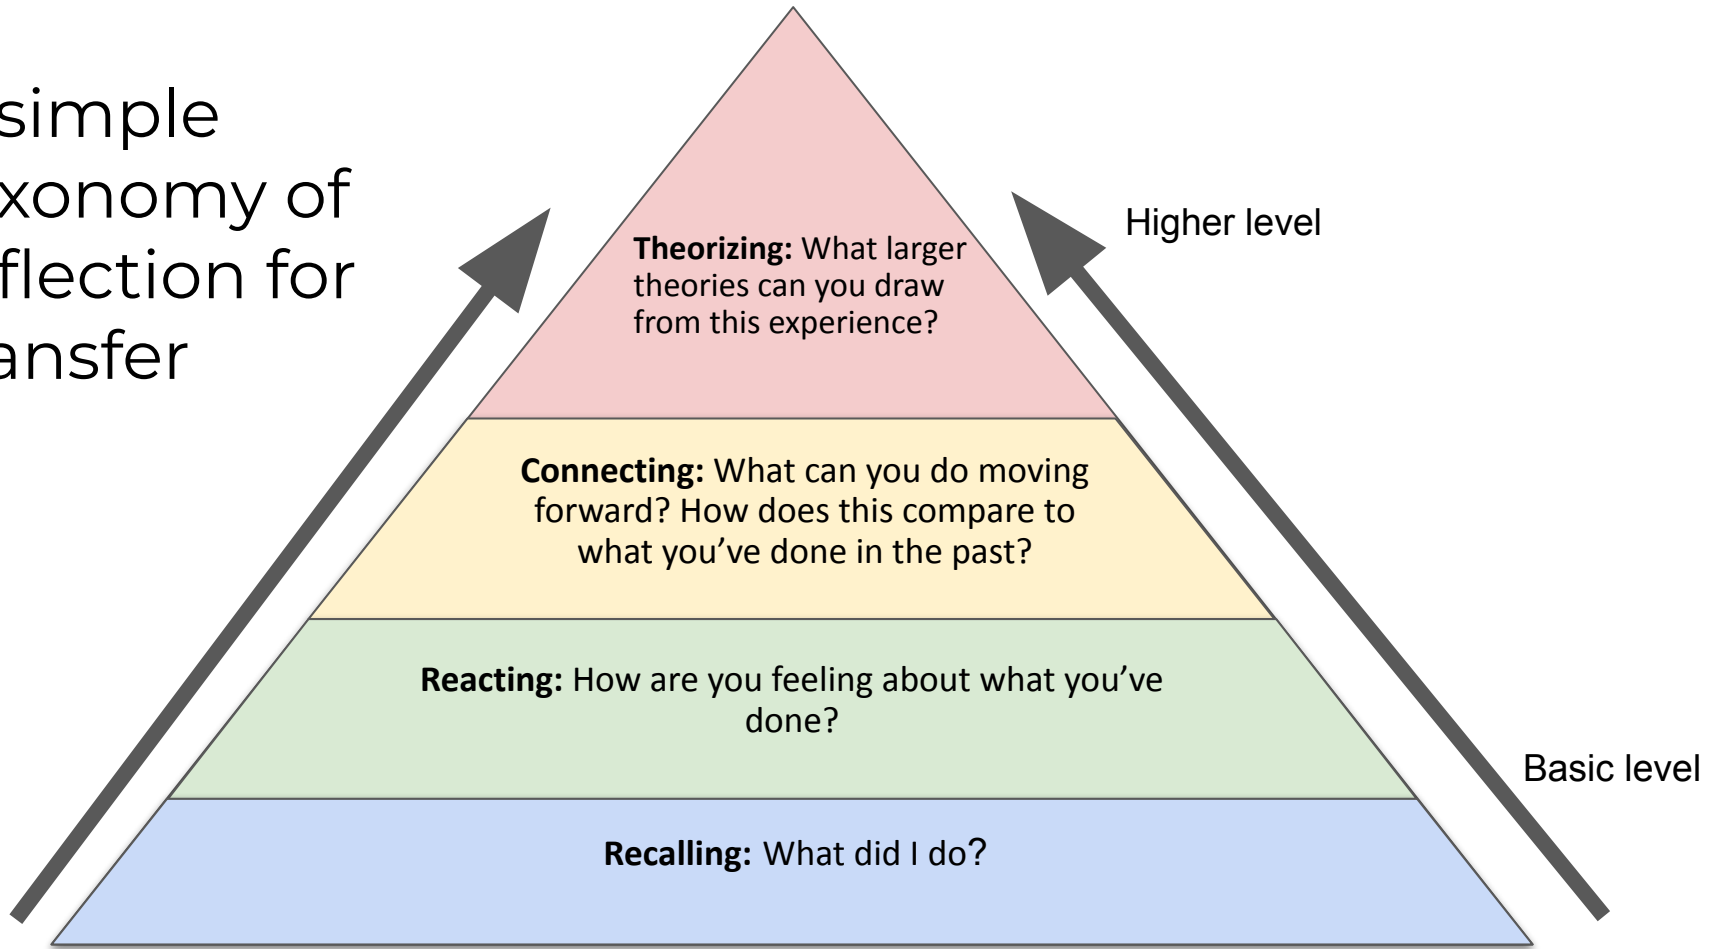 simple
xonomy of
flection for
ansfer
Higher level
Theorizing: What larger
theories can you draw
from this experience?
Connecting: What can you do moving
forward? How does this compare to
what you've done in the past?
Reacting: How are you feeling about what you've
done?
Basic level
Recalling: What did I do?